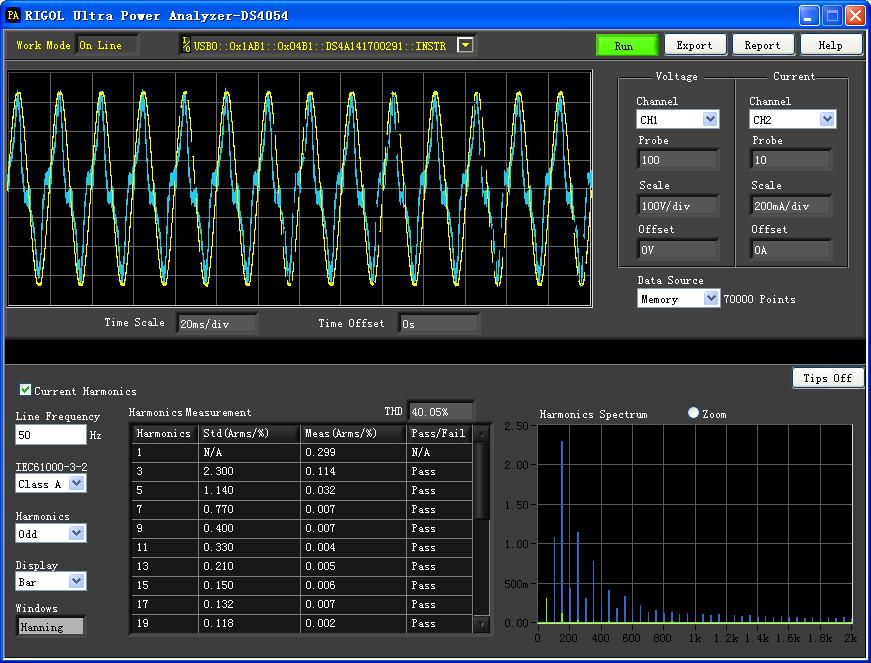 PA RIGOL Ultra Power Analyzer-DS4054
Work Mode On Line I/O USB0::0x1AB1::0x04B1::DS4A141700291::INSTR Run Export Report Help
Voltage Current
Channel Channel
CH1 CH2
Probe Probe
100 10
Scale Scale
100V/div 200mA/div
Offset Offset
0V 0A
Data Source
Memory 70000 Points
Time Scale 20ms/div Time Offset 0s
Tips Off
Current Harmonics
Line Frequency
50 Hz
IEC61000-3-2
Class A
Harmonics
Odd
Display
Bar
Windows
Hanning
Harmonics Measurement THD 40.05%
Harmonics Std(Arms/%) Meas(Arms/%) Pass/Fail
1 N/A 0.299 N/A
3 2.300 0.114 Pass
5 1.140 0.032 Pass
7 0.770 0.007 Pass
9 0.400 0.007 Pass
11 0.330 0.004 Pass
13 0.210 0.005 Pass
15 0.150 0.006 Pass
17 0.132 0.007 Pass
19 0.118 0.002 Pass
Harmonics Spectrum Zoom
2.50
2.00
1.50
1.00
500m
0.00
0 200 400 600 800 1k 1.2k 1.4k 1.6k 1.8k 2k